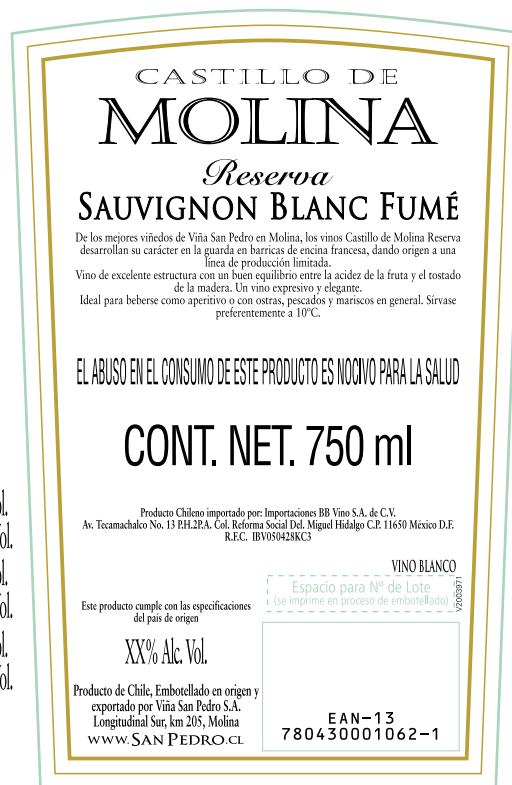 CASTILLO DE
MOLINA
Reserva
SAUVIGNON BLANC FUMÉ
De los mejores viñedos de Viña San Pedro en Molina, los vinos Castillo de Molina Reserva
desarrollan su carácter en la guarda en barricas de encina francesa, dando origen a una
línea de producción limitada.
Vino de excelente estructura con un buen equilibrio entre la acidez de la fruta y el tostado
de la madera. Un vino expresivo y elegante.
Ideal para beberse como aperitivo o con ostras, pescados y mariscos en general. Sírvase
preferentemente a 10°C.
EL ABUSO EN EL CONSUMO DE ESTE PRODUCTO ES NOCIVO PARA LA SALUD
CONT. NET. 750 ml
Producto Chileno importado por: Importaciones BB Vino S.A. de C.V.
Av. Tecamachalco No. 13 P.H.2P.A. Col. Reforma Social Del. Miguel Hidalgo C.P. 11650 México D.F.
R.F.C. IBV050428KC3
VINO BLANCO
Espacio para Nº de Lote
(se imprime en proceso de embotellado)
V2003971
Este producto cumple con las especificaciones
del país de origen
XX% Alc. Vol.
Producto de Chile, Embotellado en origen y
exportado por Viña San Pedro S.A.
Longitudinal Sur, km 205, Molina
WWW.SAN PEDRO.CL
EAN-13
780430001062-1